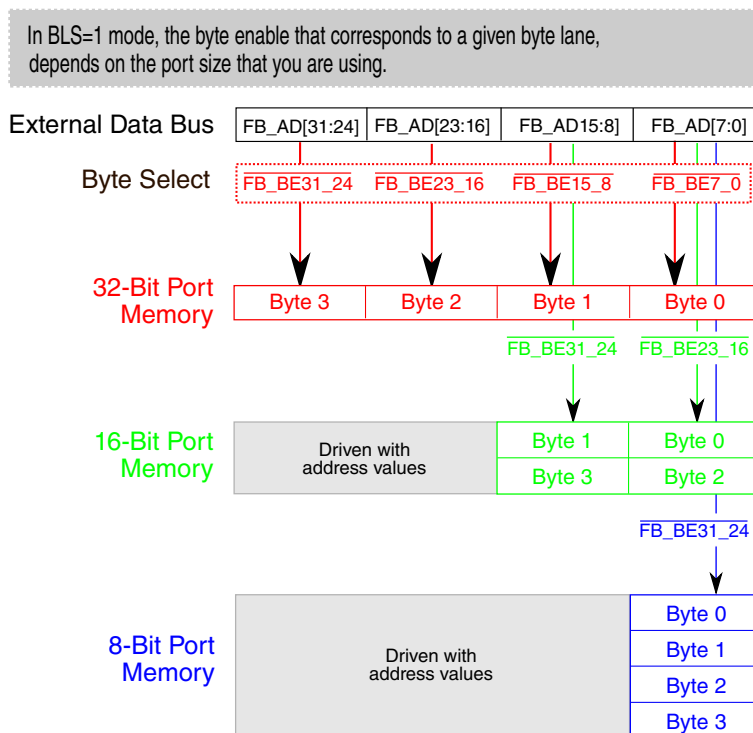 In BLS=1 mode, the byte enable that corresponds to a given byte lane,
depends on the port size that you are using.
External Data Bus FB_AD[31:24] FB_AD[23:16] FB_AD15:8] FB_AD[7:0]
Byte Select FB_BE31_24 FB_BE23_16 FB_BE15_8 FB_BE7_0
32-Bit Port
Memory
Byte 3 Byte 2 Byte 1 Byte 0
FB_BE31_24 FB_BE23_16
16-Bit Port
Memory
Driven with
address values
Byte 1 Byte 0
Byte 3 Byte 2
FB_BE31_24
8-Bit Port
Memory
Driven with
address values
Byte 0
Byte 1
Byte 2
Byte 3